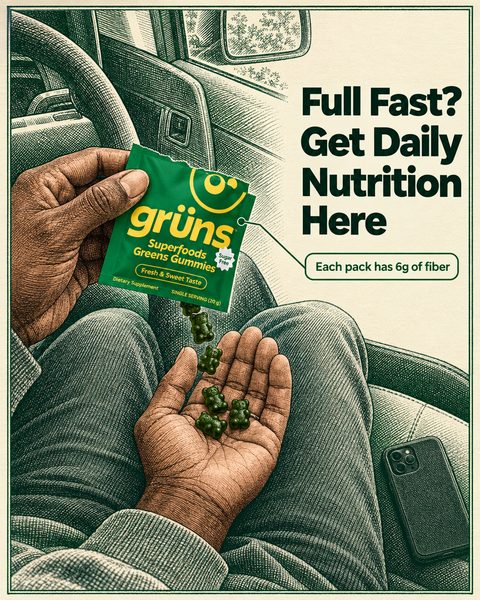 Full Fast?
Get Daily
Nutrition
Here
Each pack has 6g of fiber
grüns
Superfoods
Greens Gummies
Sugar
Free
Fresh & Sweet Taste
Dietary Supplement
SINGLE SERVING (20 g)